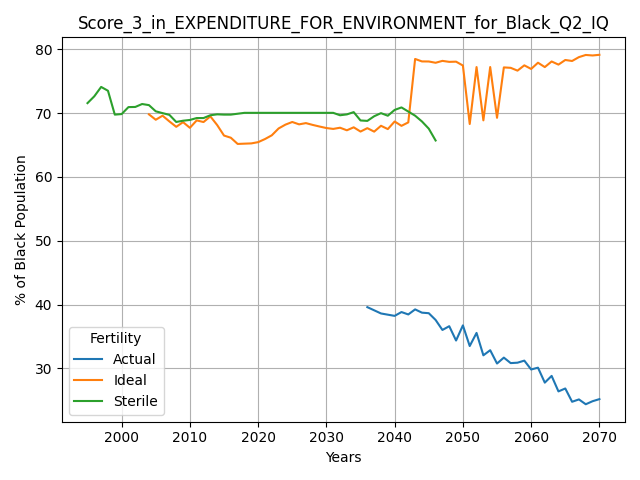 Score_3_in_EXPENDITURE_FOR_ENVIRONMENT_for_Black_Q2_IQ
% of Black Population
80
70
60
50
40
30
Fertility
Actual
Ideal
Sterile
2000 2010 2020 2030 2040 2050 2060 2070
Years